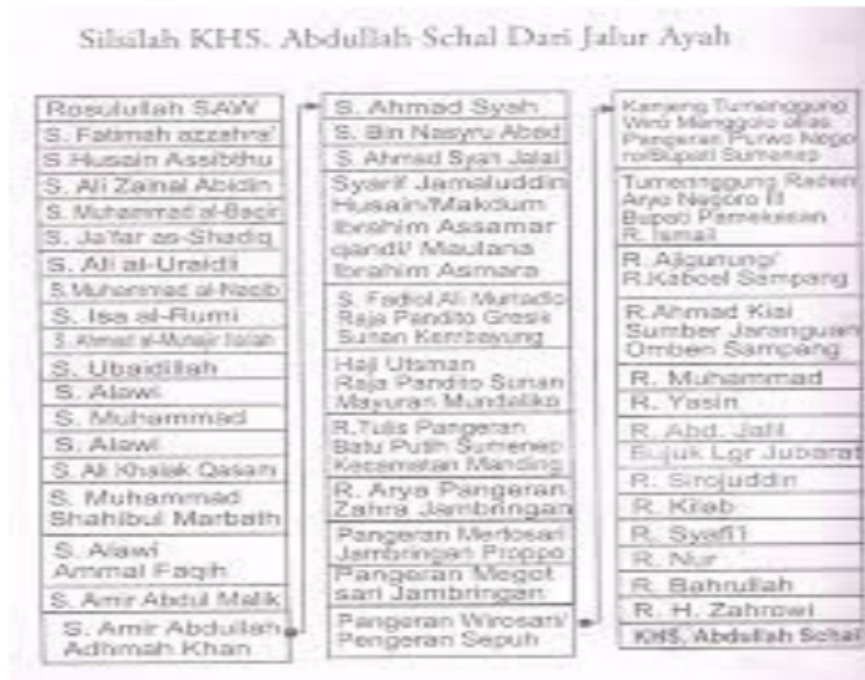 Silsilah KHS. Abdullah Schal Dari Jalur Ayah
Rosulullah SAW
S. Fatimah azzahra'
S.Husain Assibthu
S. Ali Zainal Abidin
S. Muhammad al-Baqir
S. Ja'far as-Shadiq
S. Ali al-Uraidli
S. Muhammad al-Naqib
S. Isa al-Rumi
S. Ahmad al-Muhajir
S. Ubaidillah
S. Alawi
S. Muhammad
S. Alawi
S. Ali Khalak Qasam
S. Muhammad
Shahibul Marbath
S. Alawi
Ammal Faqih
S. Amir Abdul Malik
S. Amir Abdullah
Adhmah Khan
S. Ahmad Syah
S. Bin Nasyru Abad
S. Ahmad Syah Jalal
Syarif Jamaluddin
Husain/Makdum
Ibrahim Assamar
qandi/ Maulana
Ibrahim Asmara
S. Fadlol Ali Murtadlo
Raja Pandito Gresik
Sunan Kembayung
Haji Utsman
Raja Pandito Sunan
Mayuran Mundaliko
R.Tulis Pangeran
Batu Putih Sumenep
Kecamatan Manding
R. Arya Pangeran
Zahra Jambringan
Pangeran Mertosari
Jambringan Proppo
Pangeran Megot
sari Jambringan
Pangeran Wirosari/
Pengeran Sepuh
Kanjeng Tumenggung
Wiro Manggolo alias
Pangeran Purwo Nego
ro/Bupati Sumenep
Tumenggung Raden
Aryo Negoro III
Bupati Pamekasan
R. Ismail
R. Aligunung/
R.Kaboel Sampang
R.Ahmad Kiai
Sumber Jaranguan
Omben Sampang
R. Muhammad
R. Yasin
R. Abd. Jalil
Bujuk Lgr Jubarat
R. Sirojuddin
R. Kilab
R. Syafi'i
R. Nur
R. Bahrullah
R. H. Zahrowi
KHS. Abdullah Schal